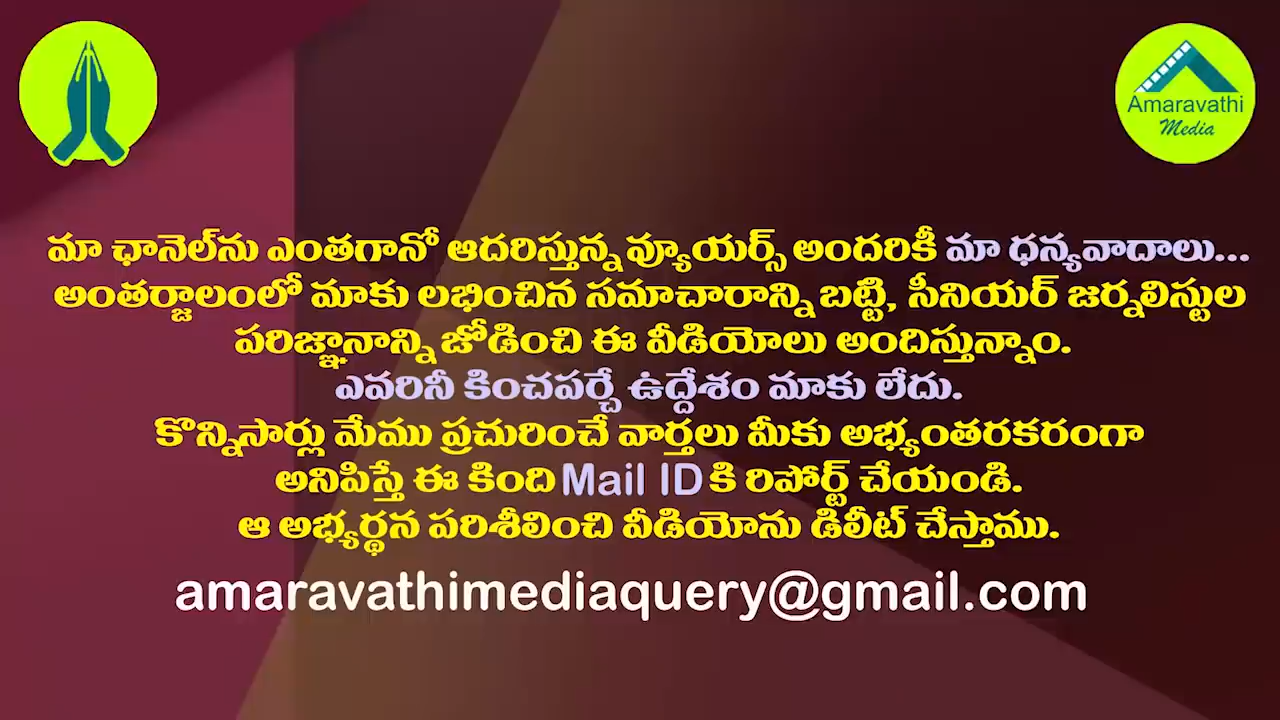 Amaravathi
Media
మా ఛానెల్‌ను ఎంతగానో ఆదరిస్తున్న వ్యూయర్స్ అందరికీ మా ధన్యవాదాలు...
అంతర్జాలంలో మాకు లభించిన సమాచారాన్ని బట్టి, సీనియర్ జర్నలిస్టుల
పరిజ్ఞానాన్ని జోడించి ఈ వీడియోలు అందిస్తున్నాం.
ఎవరినీ కించపర్చే ఉద్దేశం మాకు లేదు.
కొన్నిసార్లు మేము ప్రచురించే వార్తలు మీకు అభ్యంతరకరంగా
అనిపిస్తే ఈ కింది Mail ID కి రిపోర్ట్ చేయండి.
ఆ అభ్యర్థన పరిశీలించి వీడియోను డిలీట్ చేస్తాము.
amaravathimediaquery@gmail.com